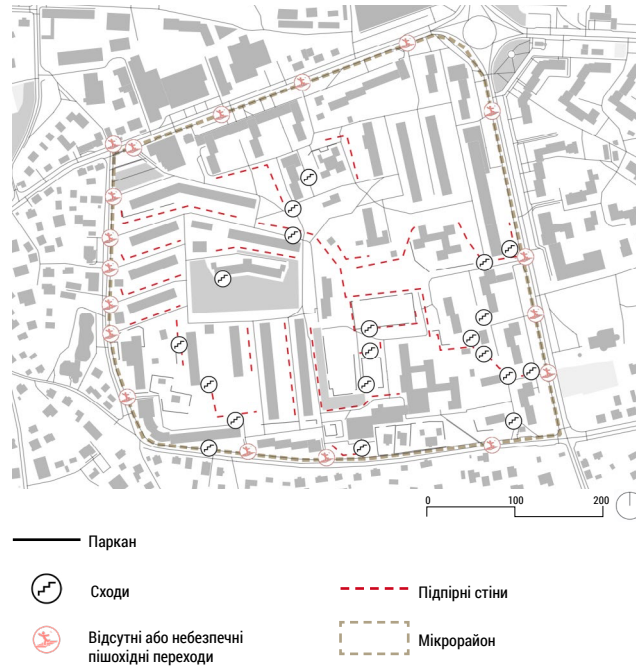 0 100 200
Паркан
Сходи
Підпірні стіни
Відсутні або небезпечні
пішохідні переходи
Мікрорайон